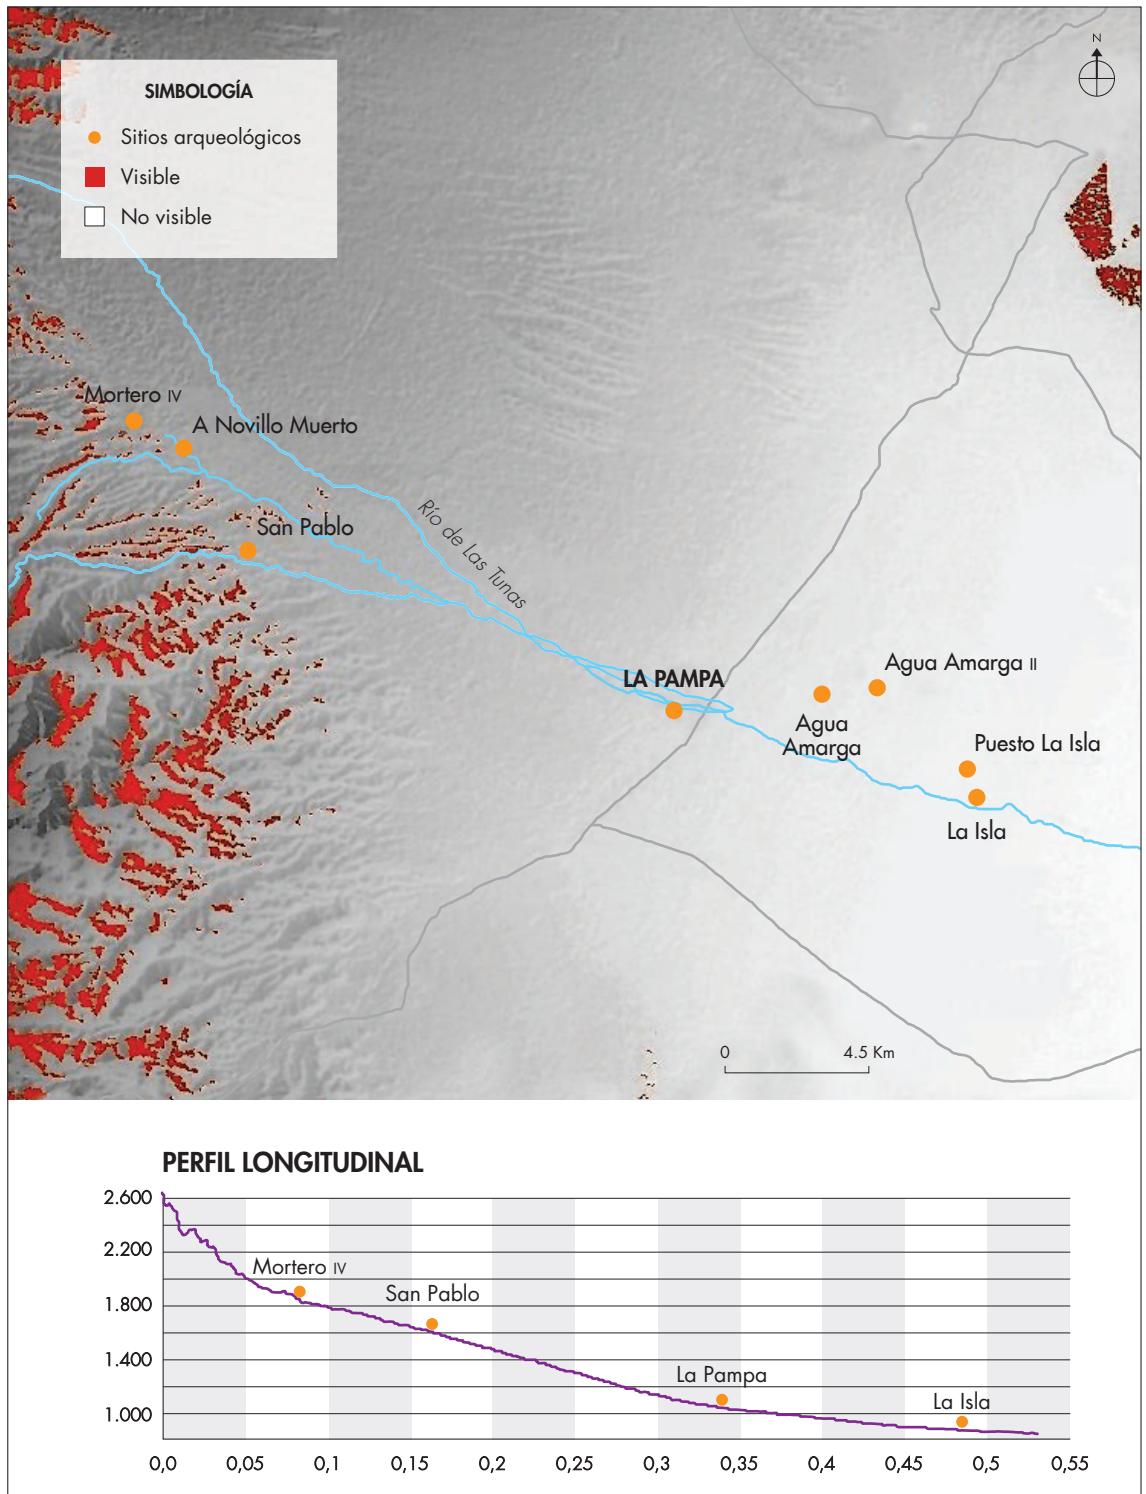 N
SIMBOLOGÍA
Sitios arqueológicos
Visible
No visible
Mortero IV
A Novillo Muerto
San Pablo
Río de Las Tunas
LA PAMPA
Agua Amarga II
Agua
Amarga
Puesto La Isla
La Isla
0 4.5 Km
PERFIL LONGITUDINAL
2.600
2.200
Mortero IV
San Pablo
1.800
1.400
La Pampa
La Isla
1.000
0,0 0,05 0,1 0,15 0,2 0,25 0,3 0,35 0,4 0,45 0,5 0,55